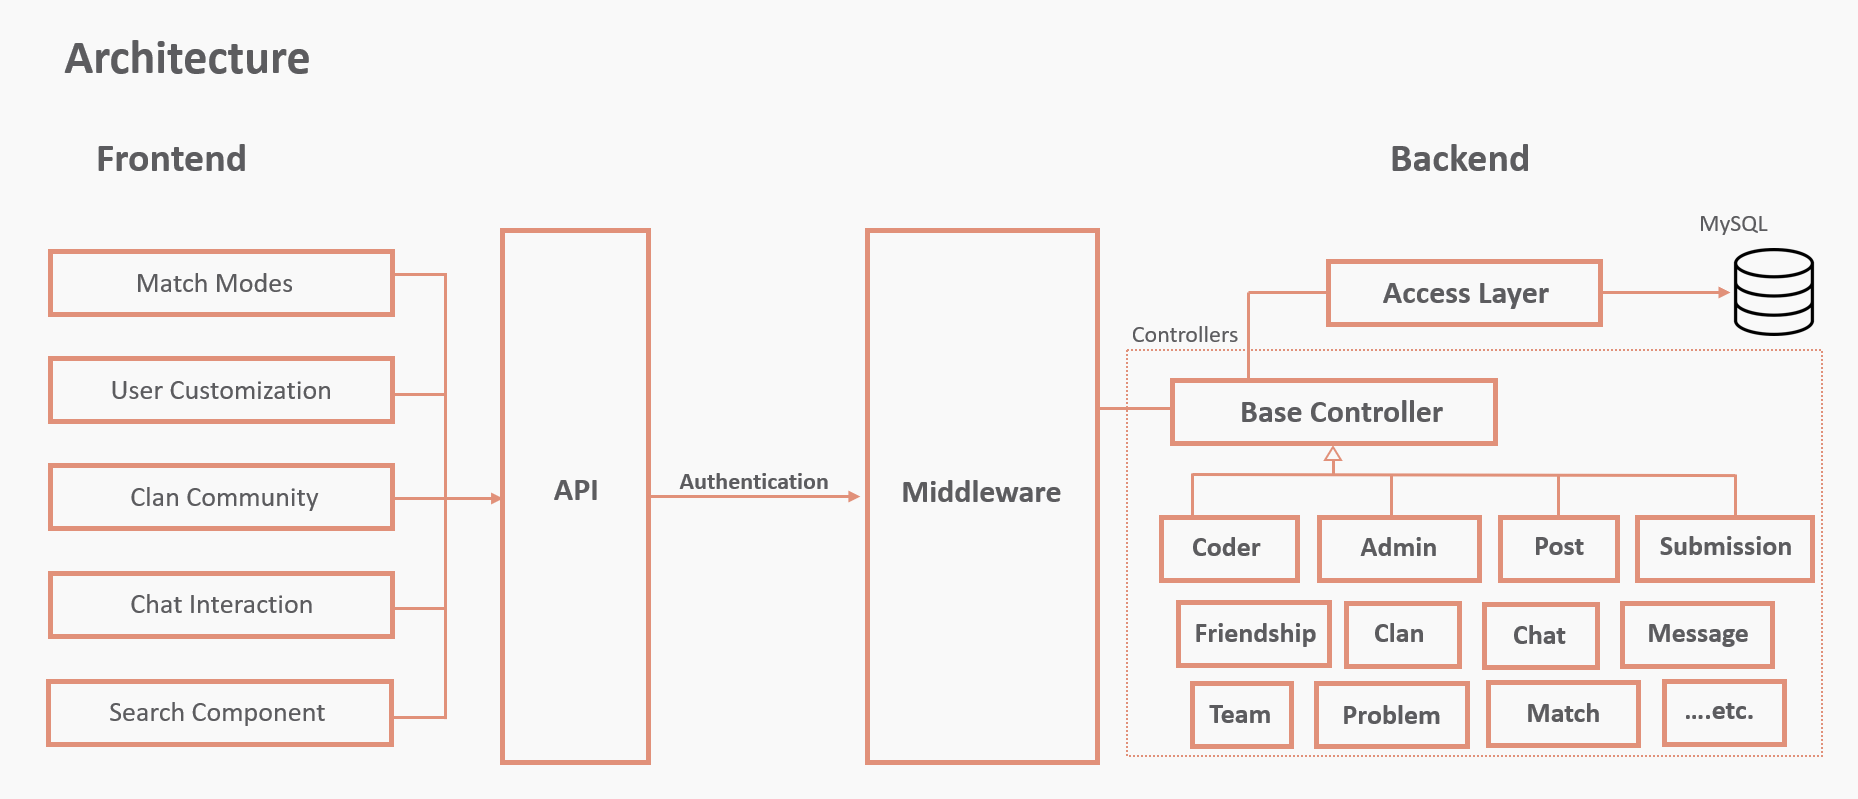 Architecture
Frontend
Backend
MySQL
Match Modes
Access Layer
Controllers
User Customization
Base Controller
Clan Community
API
Authentication
Middleware
Coder
Admin
Post
Submission
Chat Interaction
Friendship
Clan
Chat
Message
Search Component
Team
Problem
Match
....etc.